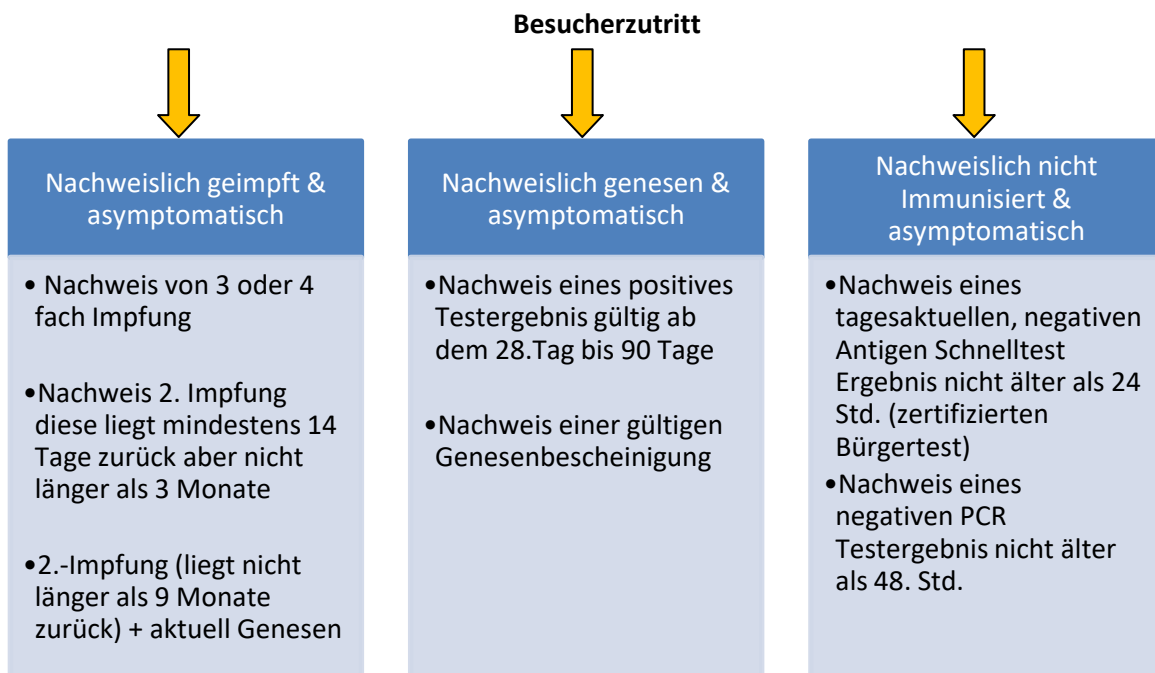 Besucherzutritt
Nachweislich geimpft &
asymptomatisch
• Nachweis von 3 oder 4
fach Impfung
•Nachweis 2. Impfung
diese liegt mindestens 14
Tage zurück aber nicht
länger als 3 Monate
•2.-Impfung (liegt nicht
länger als 9 Monate
zurück) + aktuell Genesen
Nachweislich genesen &
asymptomatisch
•Nachweis eines positives
Testergebnis gültig ab
dem 28.Tag bis 90 Tage
•Nachweis einer gültigen
Genesenbescheinigung
Nachweislich nicht
Immunisiert &
asymptomatisch
•Nachweis eines
tagesaktuellen, negativen
Antigen Schnelltest
Ergebnis nicht älter als 24
Std. (zertifizierten
Bürgertest)
•Nachweis eines
negativen PCR
Testergebnis nicht älter
als 48. Std.